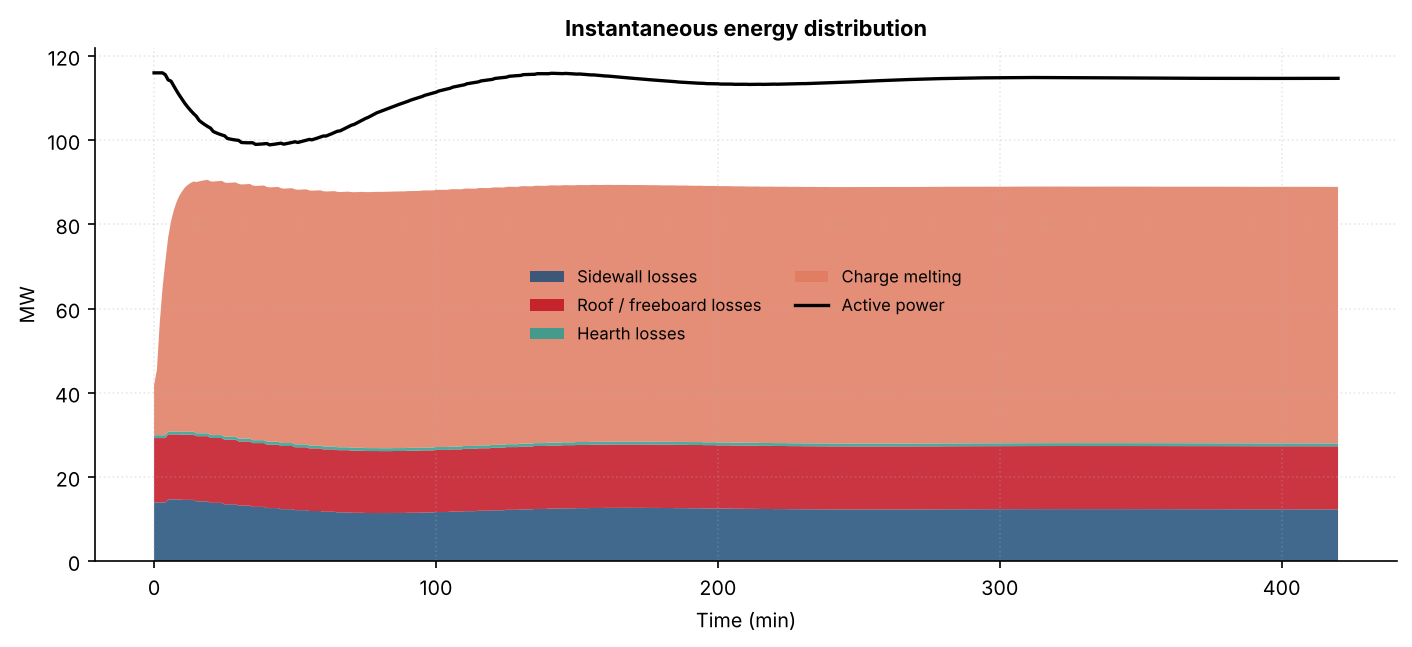 Instantaneous energy distribution
120
100
80
60
40
20
0
MW
Sidewall losses
Roof / freeboard losses
Hearth losses
Charge melting
Active power
0 100 200 300 400
Time (min)